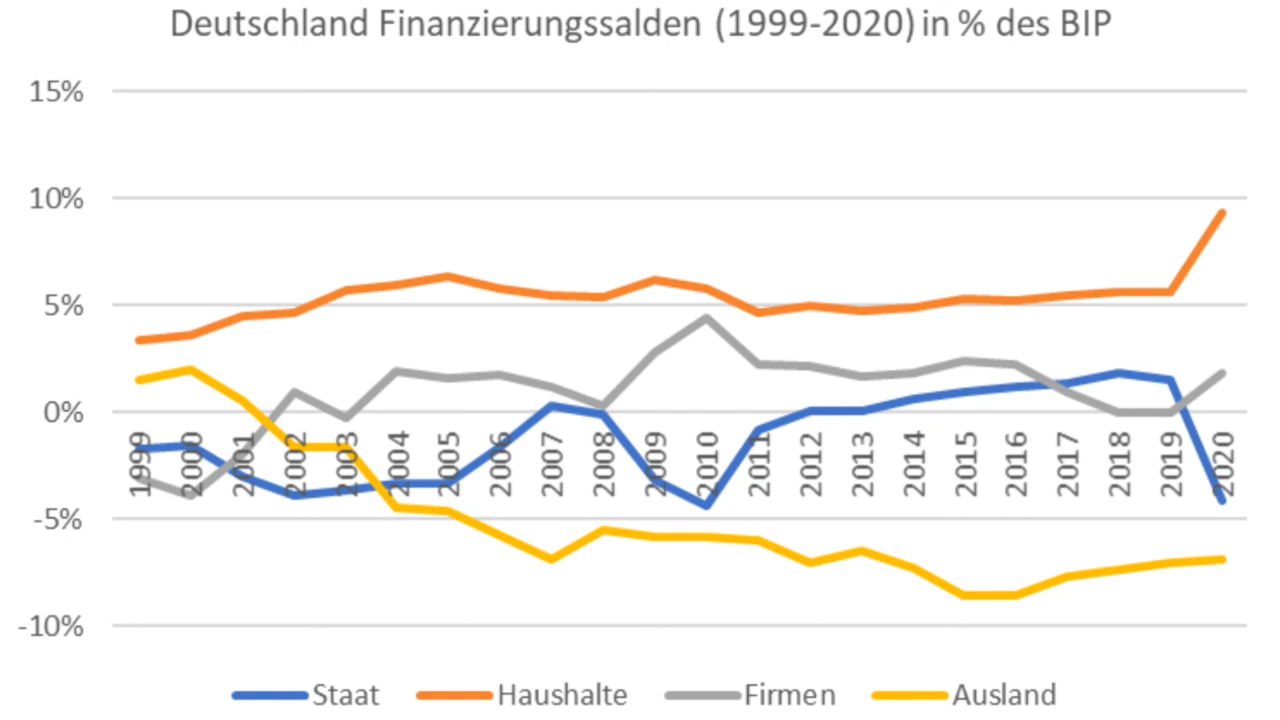 Deutschland Finanzierungssalden (1999-2020) in % des BIP
15%
10%
5%
0%
-5%
-10%
1999 2000 2001 2002 2003 2004 2005 2006 2007 2008 2009 2010 2011 2012 2013 2014 2015 2016 2017 2018 2019 2020
Staat Haushalte Firmen Ausland